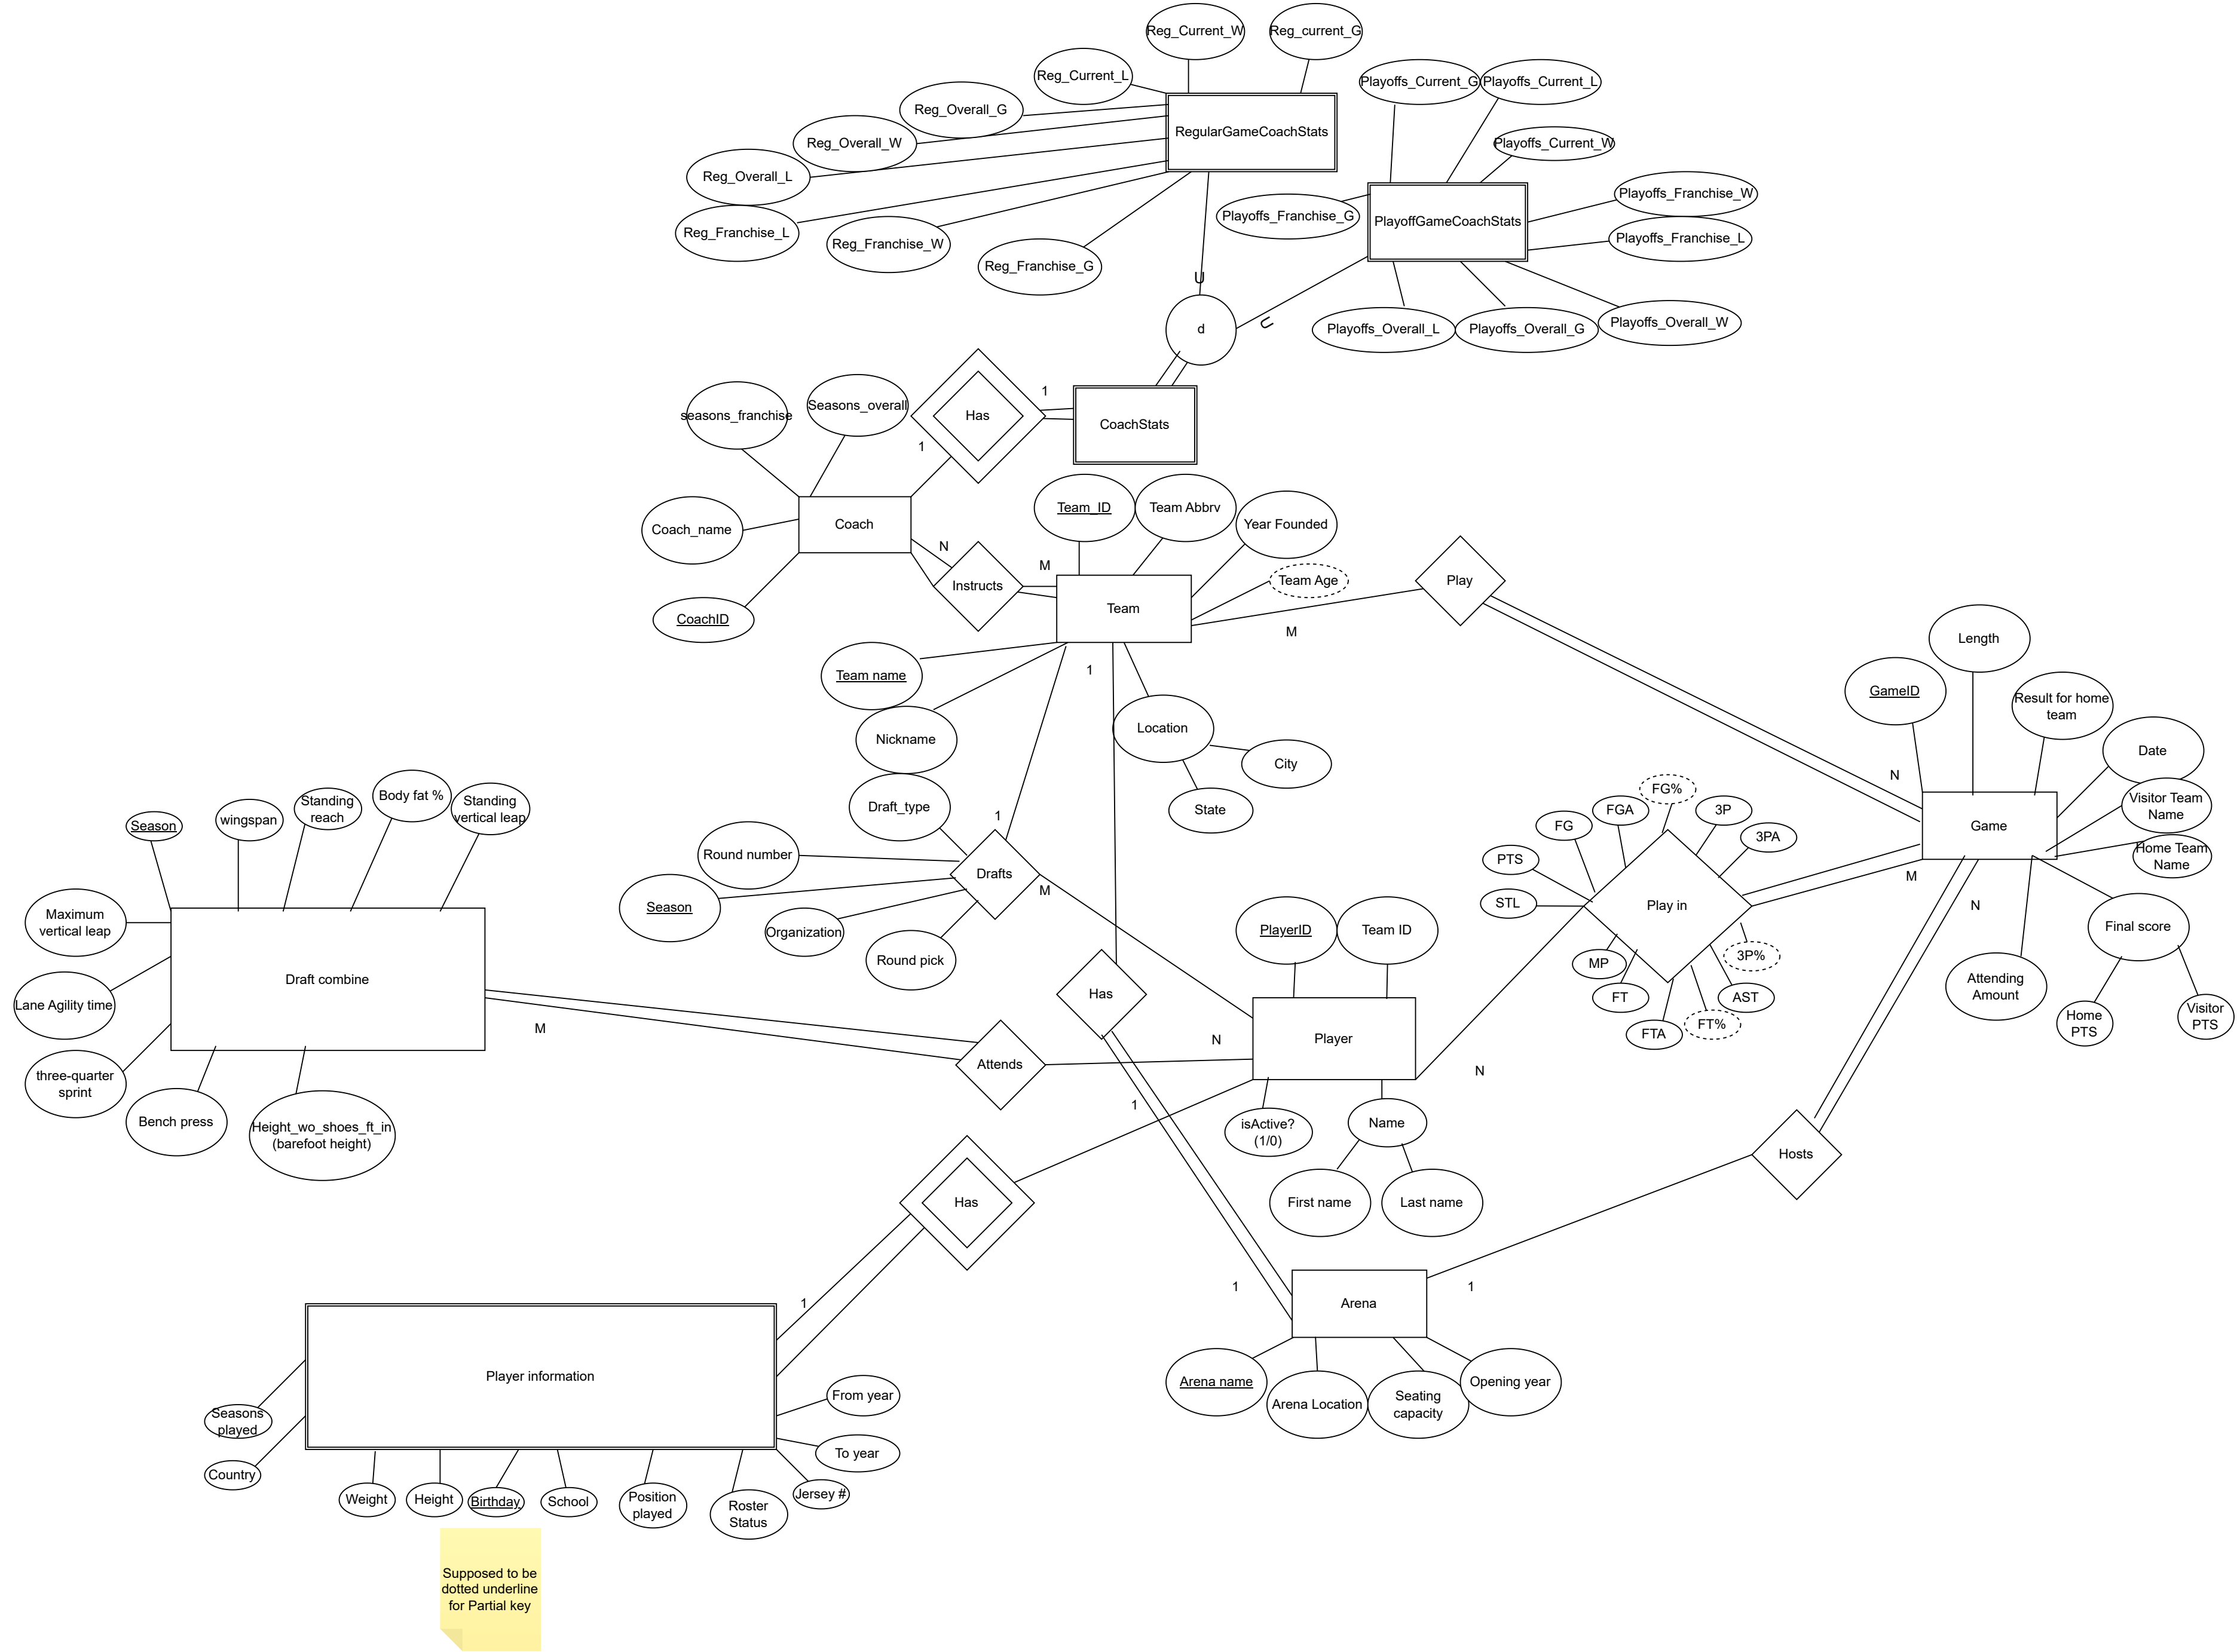 Reg_Current_W
Reg_current_G
Reg_Current_L
Playoffs_Current_G
Playoffs_Current_L
Reg_Overall_G
RegularGameCoachStats
Reg_Overall_W
Playoffs_Current_W
Reg_Overall_L
Playoffs_Franchise_W
Playoffs_Franchise_G
PlayoffGameCoachStats
Reg_Franchise_L
Reg_Franchise_W
Playoffs_Franchise_L
Reg_Franchise_G
U
d
U
Playoffs_Overall_L
Playoffs_Overall_G
Playoffs_Overall_W
seasons_franchise
Seasons_overall
Has
1
CoachStats
1
Coach_name
Coach
Team_ID
Team Abbrv
Year Founded
N
M
Instructs
Team Age
Play
CoachID
Team
M
Length
Team name
1
GameID
Result for home
team
Nickname
Location
City
Date
N
Draft_type
State
Visitor Team
Name
Home Team
Name
Game
Season
wingspan
Standing
reach
Body fat %
Standing
vertical leap
1
FG%
FGA
3P
FG
3PA
Round number
Drafts
M
PTS
M
Season
STL
Play in
N
Maximum
vertical leap
Organization
Round pick
PlayerID
Team ID
Final score
MP
3P%
Draft combine
Lane Agility time
Has
FT
AST
Attending
Amount
FTA
FT%
Home
PTS
Visitor
PTS
M
N
Player
Attends
N
three-quarter
sprint
1
Bench press
Height_wo_shoes_ft_in
(barefoot height)
isActive?
(1/0)
Name
Hosts
Has
First name
Last name
1
1
1
Arena
Player information
Arena name
Arena Location
Seating
capacity
Opening year
From year
Seasons
played
To year
Country
Weight
Height
Birthday
School
Position
played
Roster
Status
Jersey #
Supposed to be
dotted underline
for Partial key